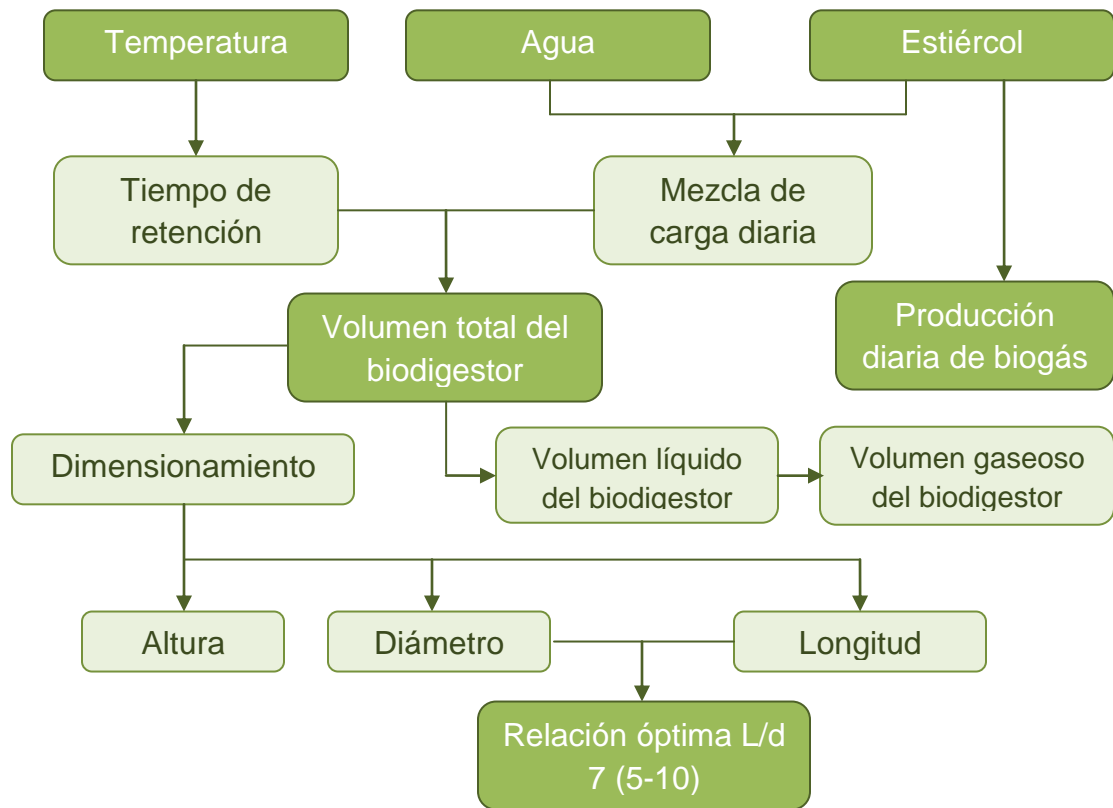 Temperatura
Agua
Estiércol
Tiempo de
retención
Mezcla de
carga diaria
Volumen total del
biodigestor
Producción
diaria de biogás
Dimensionamiento
Volumen líquido
del biodigestor
Volumen gaseoso
del biodigestor
Altura
Diámetro
Longitud
Relación óptima L/d
7 (5-10)